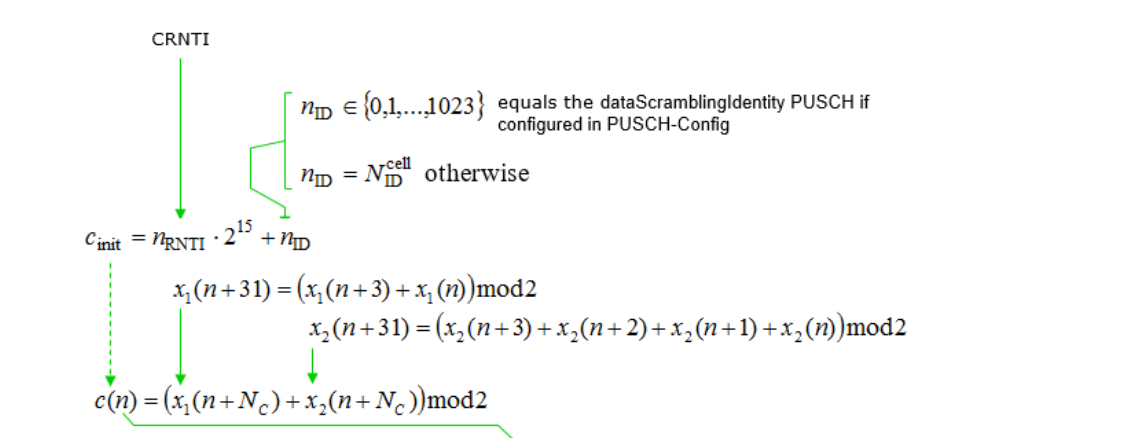 CRNTI
n_ID ∈ {0,1,...,1023} equals the dataScramblingIdentity PUSCH if
configured in PUSCH-Config
n_ID = N_ID^cell otherwise
c_init = n_RNTI · 2^15 + n_ID
x_1(n+31) = (x_1(n+3) + x_1(n))mod2
x_2(n+31) = (x_2(n+3) + x_2(n+2) + x_2(n+1) + x_2(n))mod2
c(n) = (x_1(n+N_C) + x_2(n+N_C))mod2